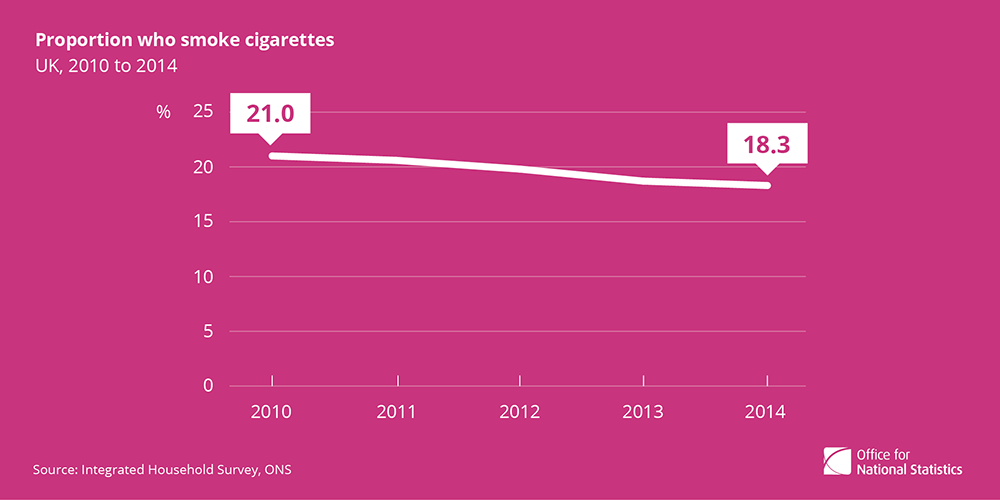 Proportion who smoke cigarettes
UK, 2010 to 2014
% 25
21.0
18.3
20
15
10
5
0
2010 2011 2012 2013 2014
Source: Integrated Household Survey, ONS
Office for
National Statistics